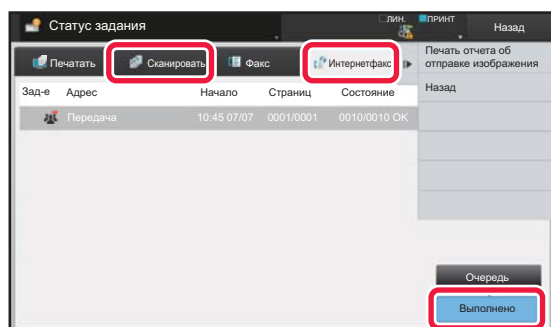 Статус задания
ЛИН.
ПРИНТ
Назад
Печатать
Сканировать
Факс
Интернетфакс
Печать отчета об
отправке изображения
Зад-е Адрес Начало Страниц Состояние
Назад
Передача 10:45 07/07 0001/0001 0010/0010 OK
Очередь
Выполнено